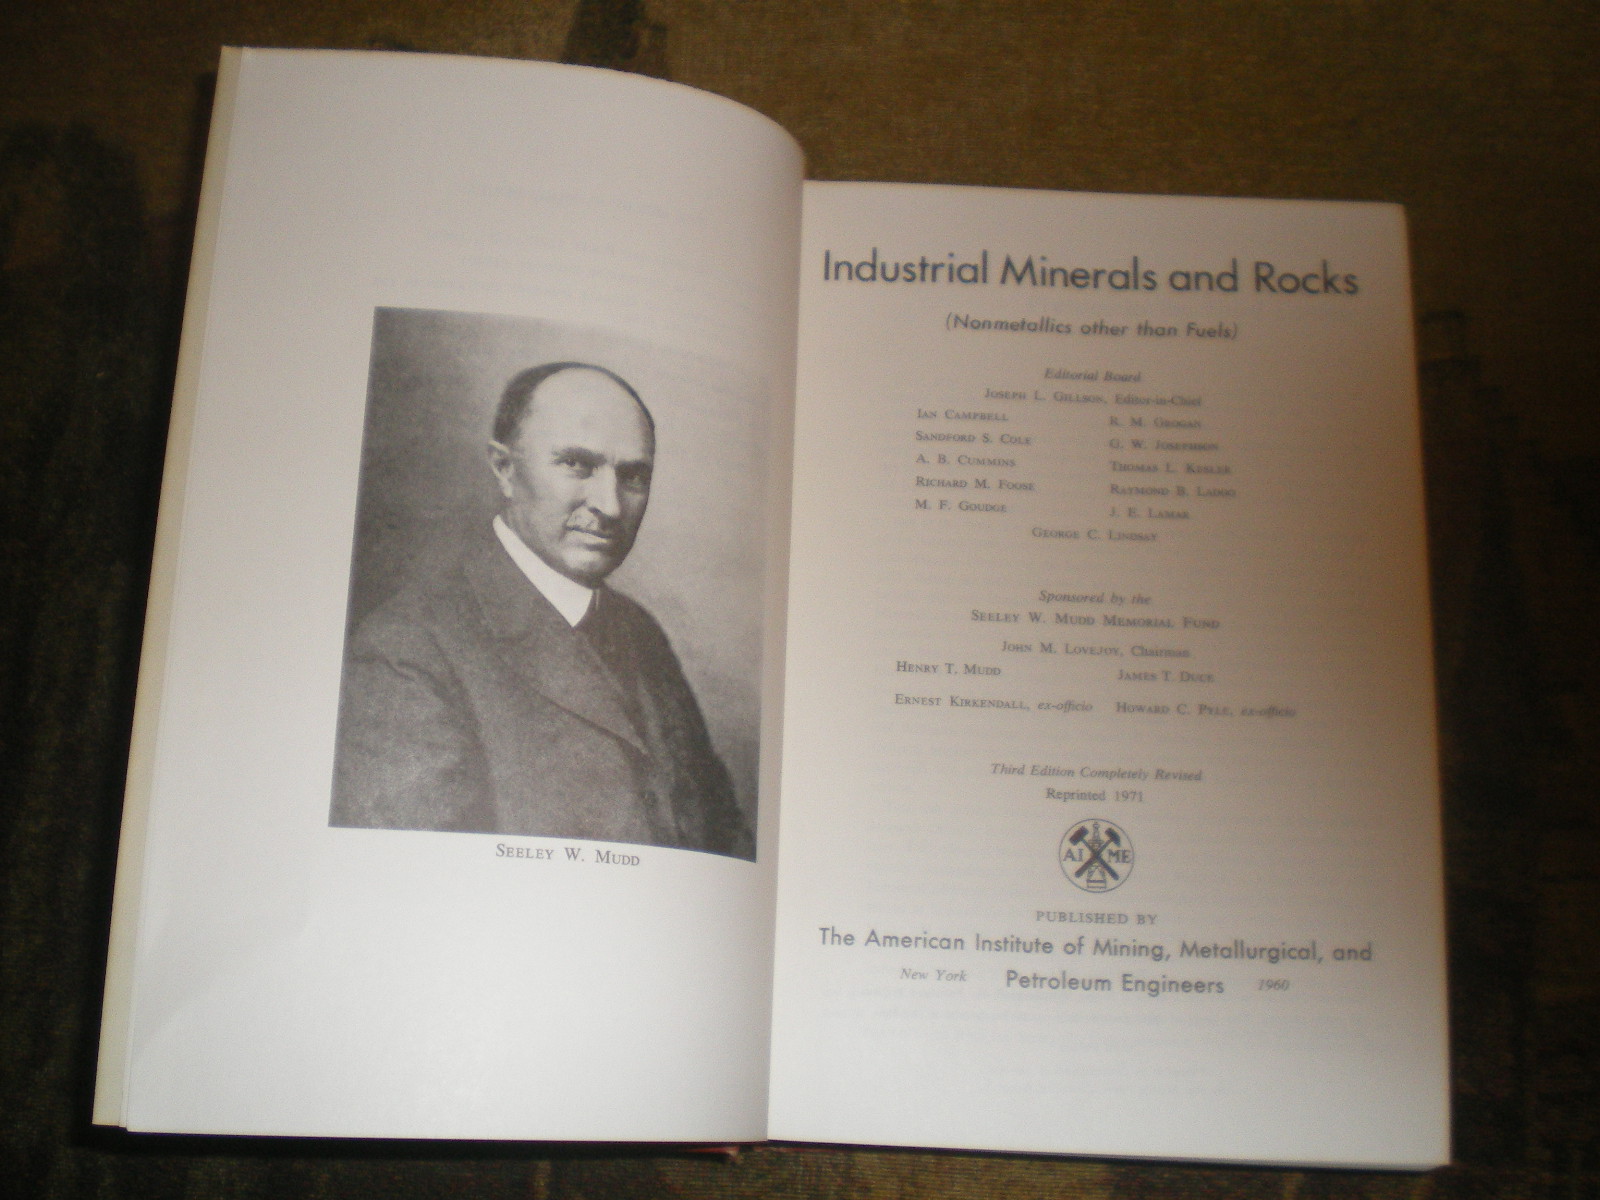 SEELEY W. MUDD
Industrial Minerals and Rocks
(Nonmetallics other than Fuels)
Editorial Board
JOSEPH L. GILLSON, Editor-in-Chief
IAN CAMPBELL R. M. GROGAN
SANDFORD S. COLE G. W. JOSEPHSON
A. B. CUMMINS THOMAS L. KESLER
RICHARD M. FOOSE RAYMOND B. LADOO
M. F. GOUDGE J. E. LAMAR
GEORGE C. LINDSAY
Sponsored by the
SEELEY W. MUDD MEMORIAL FUND
JOHN M. LOVEJOY, Chairman
HENRY T. MUDD JAMES T. DUCE
ERNEST KIRKENDALL, ex-officio HOWARD C. PYLE, ex-officio
Third Edition Completely Revised
Reprinted 1971
AI ME
PUBLISHED BY
The American Institute of Mining, Metallurgical, and
New York Petroleum Engineers 1960